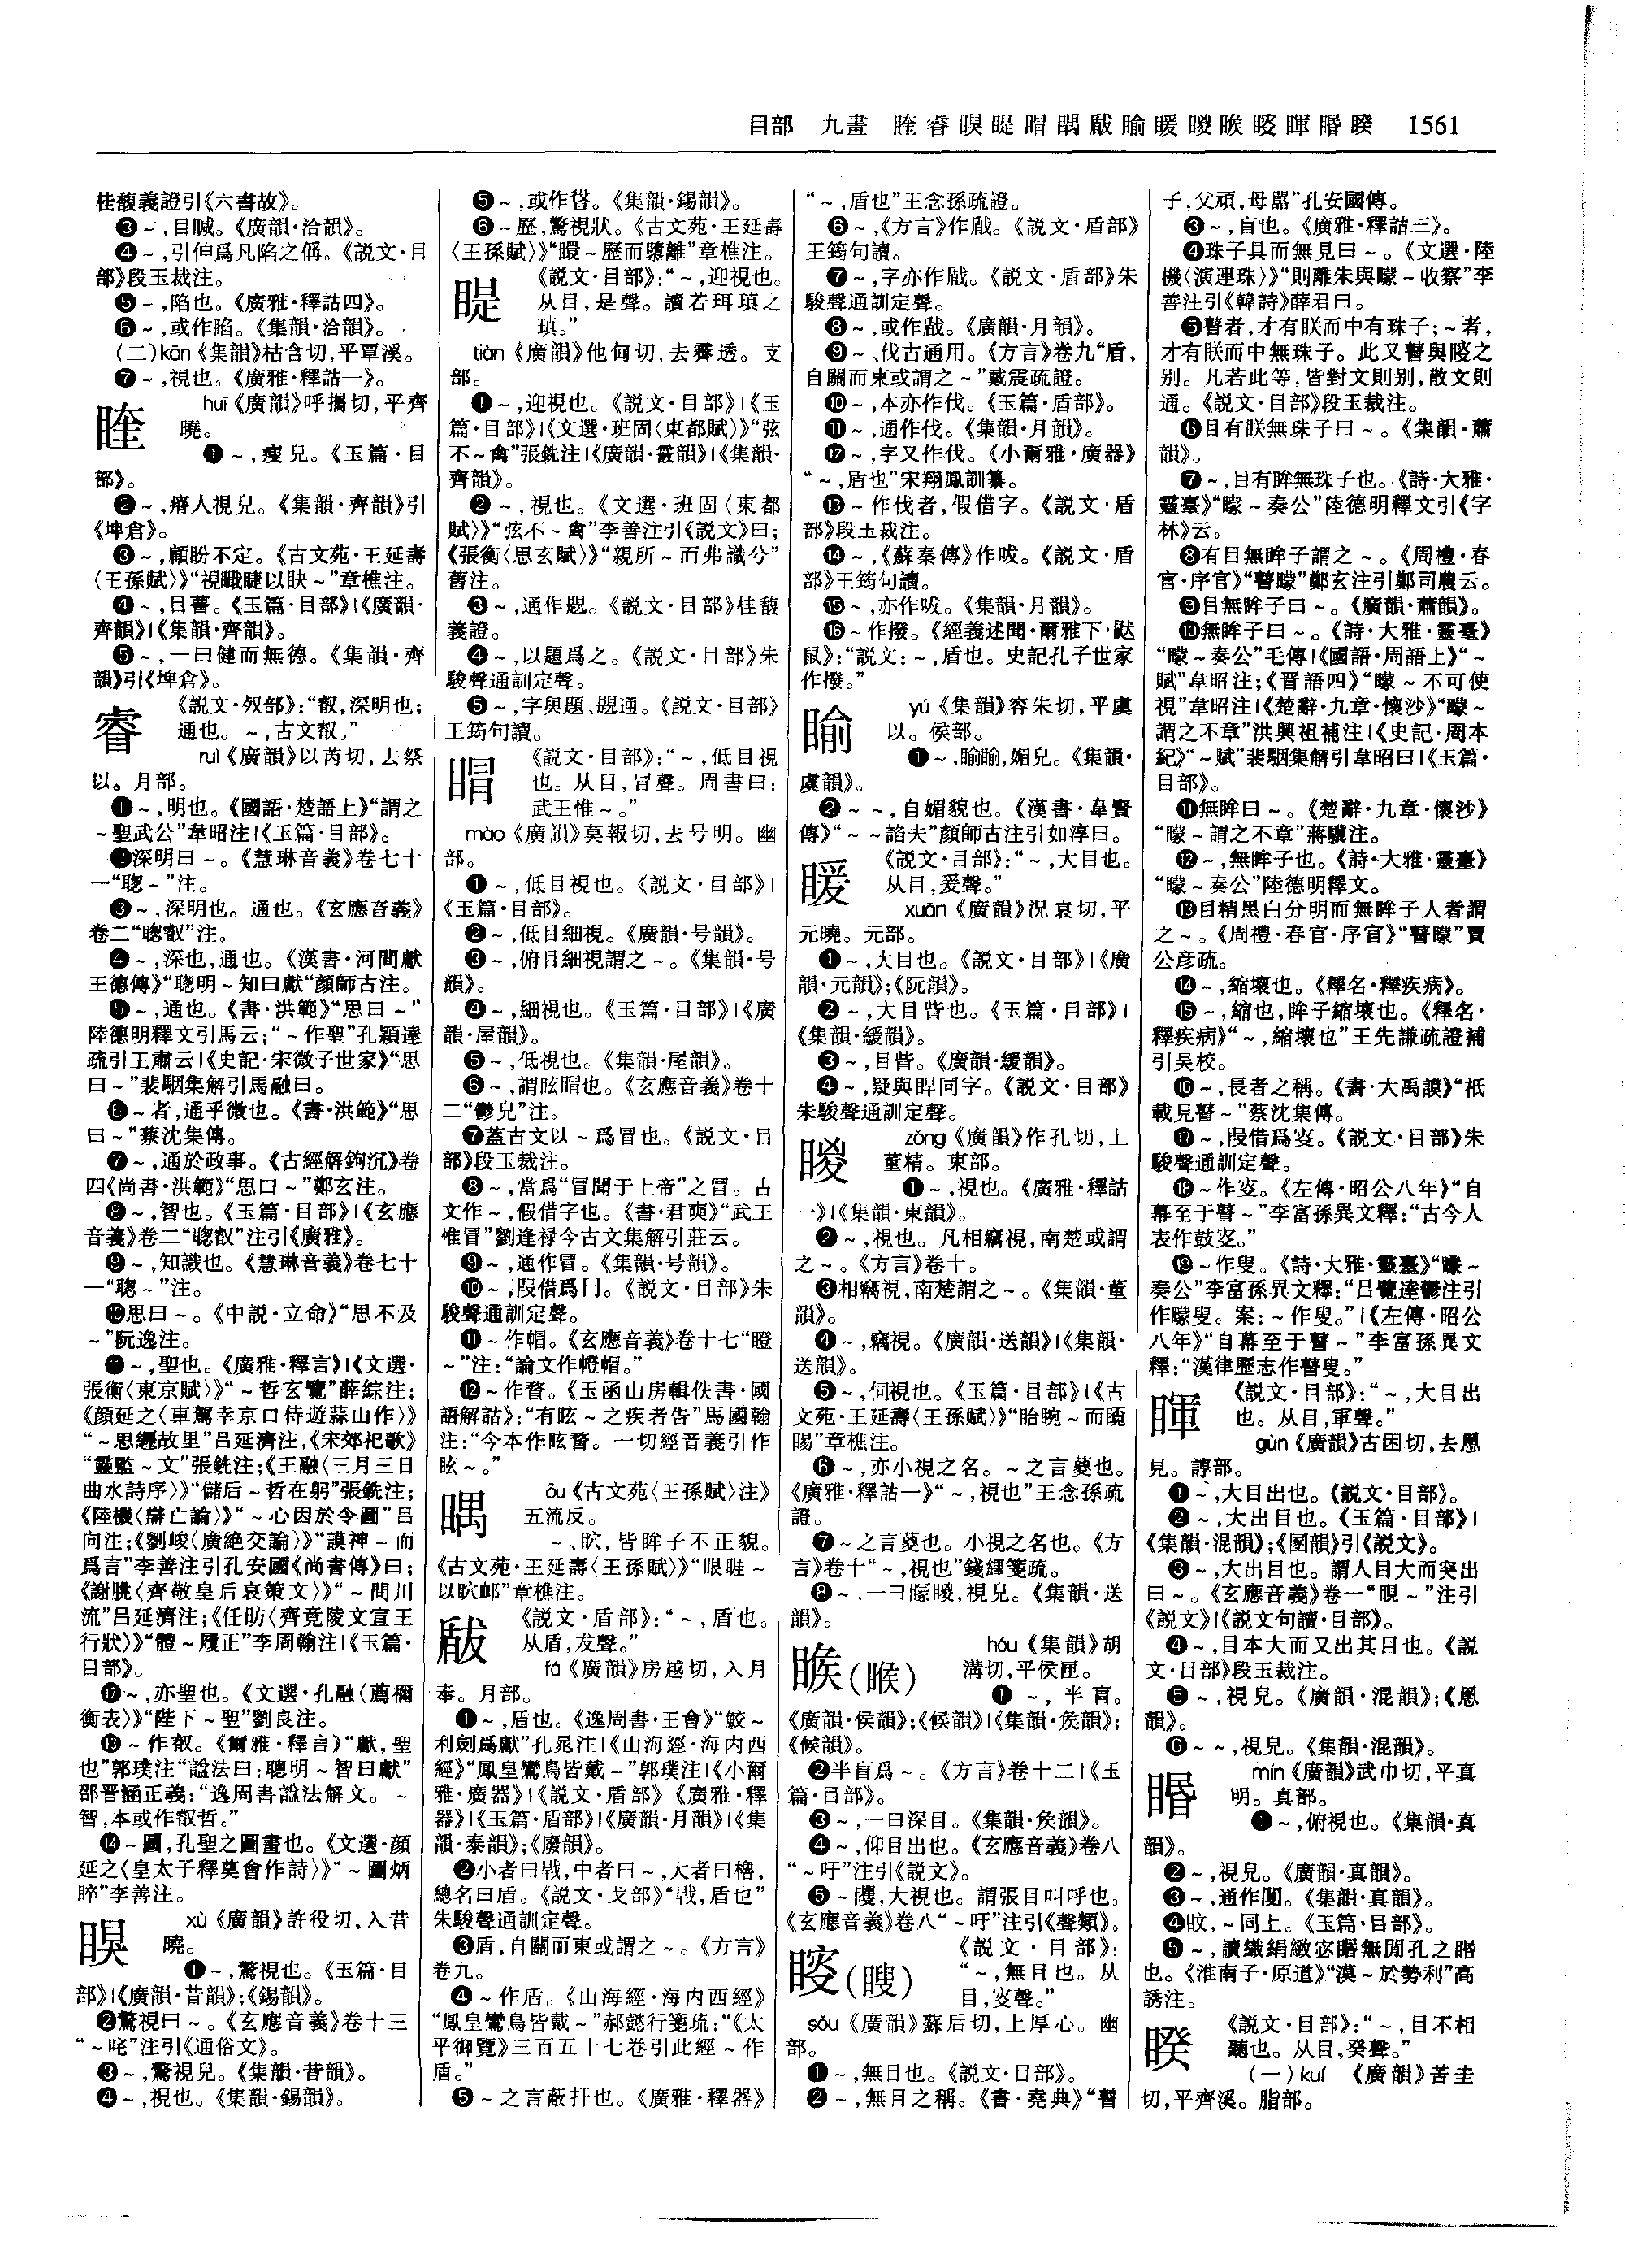 目部　九畫　睳睿瞁睼䀤䁱瞂睮暖䁓睺䁂睴睧睽　1561
桂馥義證引《六書故》。
❸~，目睗。《廣韻·洽韻》。
❹~，引伸爲凡陷之偁。《説文·目
部》段玉裁注。
❺~，陷也。《廣雅·釋詁四》。
❻~，或作䀡。《集韻·洽韻》。
(二)kān《集韻》枯含切，平覃溪。
❼~，視也。《廣雅·釋詁一》。
睳
huī《廣韻》呼攜切，平齊
曉。
❶~，瘦皃。《玉篇·目
部》。
❷~，瘠人視皃。《集韻·齊韻》引
《埤倉》。
❸~，顧盼不定。《古文苑·王延壽
〈王孫賦〉》“視䁝睫以䀢~”章樵注。
❹~，目瞢。《玉篇·目部》|《廣韻·
齊韻》|《集韻·齊韻》。
❺~，一曰健而無德。《集韻·齊
韻》引《埤倉》。
睿
《説文·𣦼部》：“叡，深明也；
通也。~，古文叡。”
ruì《廣韻》以芮切，去祭
以。月部。
❶~，明也。《國語·楚語上》“謂之
~聖武公”韋昭注|《玉篇·目部》。
❷深明曰~。《慧琳音義》卷七十
一“聰~”注。
❸~，深明也。通也。《玄應音義》
卷二“聰叡”注。
❹~，深也，通也。《漢書·河間獻
王德傳》“聰明~知曰獻”顔師古注。
❺~，通也。《書·洪範》“思曰~”
陸德明釋文引馬云；“~作聖”孔穎達
疏引王肅云|《史記·宋微子世家》“思
曰~”裴駰集解引馬融曰。
❻~者，通乎微也。《書·洪範》“思
曰~”蔡沈集傳。
❼~，通於政事。《古經解鉤沉》卷
四《尚書·洪範》“思曰~”鄭玄注。
❽~，智也。《玉篇·目部》|《玄應
音義》卷二“聰叡”注引《廣雅》。
❾~，知識也。《慧琳音義》卷七十
一“聰~”注。
❿思曰~。《中説·立命》“思不及
~”阮逸注。
⓫~，聖也。《廣雅·釋言》|《文選·
張衡〈東京賦〉》“~哲玄覽”薛綜注；
《顔延之〈車駕幸京口侍遊蒜山作〉》
“~思纏故里”吕延濟注，《宋郊祀歌》
“靈監~文”張銑注；《王融〈三月三日
曲水詩序〉》“儲后~哲在躬”張銑注；
《陸機〈辯亡論〉》“~心因於令圖”吕
向注；《劉峻〈廣絶交論〉》“謨神~而
爲言”李善注引孔安國《尚書傳》曰；
《謝朓〈齊敬皇后哀策文〉》“~問川
流”吕延濟注；《任昉〈齊竟陵文宣王
行狀〉》“體~履正”李周翰注|《玉篇·
目部》。
⓬~，亦聖也。《文選·孔融〈薦禰
衡表〉》“陛下~聖”劉良注。
⓭~作叡。《爾雅·釋言》“獻，聖
也”郭璞注“謚法曰：聰明~智曰獻”
邵晉涵正義：“逸周書謚法解文。~
智，本或作叡哲。”
⓮~圖，孔聖之圖畫也。《文選·顔
延之〈皇太子釋奠會作詩〉》“~圖炳
睟”李善注。
瞁
xù《廣韻》許役切，入昔
曉。
❶~，驚視也。《玉篇·目
部》|《廣韻·昔韻》；《錫韻》。
❷驚視曰~。《玄應音義》卷十三
“~咤”注引《通俗文》。
❸~，驚視皃。《集韻·昔韻》。
❹~，視也。《集韻·錫韻》。
❺~，或作䀣。《集韻·錫韻》。
❻~歷，驚視狀。《古文苑·王延壽
〈王孫賦〉》“瞹~歷而隳離”章樵注。
睼
《説文·目部》：“~，迎視也。
从目，是聲。讀若珥瑱之
瑱。”
tiàn《廣韻》他甸切，去霽透。支
部。
❶~，迎視也。《説文·目部》|《玉
篇·目部》|《文選·班固〈東都賦〉》“弦
不~禽”張銑注|《廣韻·霰韻》|《集韻·
齊韻》。
❷~，視也。《文選·班固〈東都
賦〉》“弦不~禽”李善注引《説文》曰；
《張衡〈思玄賦〉》“親所~而弗識兮”
舊注。
❸~，通作䚣。《説文·目部》桂馥
義證。
❹~，以題爲之。《説文·目部》朱
駿聲通訓定聲。
❺~，字與題、䚣通。《説文·目部》
王筠句讀。
䀤
《説文·目部》：“~，低目視
也。从目，冒聲。周書曰：
武王惟~。”
mào《廣韻》莫報切，去号明。幽
部。
❶~，低目視也。《説文·目部》|
《玉篇·目部》。
❷~，低目細視。《廣韻·号韻》。
❸~，俯目細視謂之~。《集韻·号
韻》。
❹~，細視也。《玉篇·目部》|《廣
韻·屋韻》。
❺~，低視也。《集韻·屋韻》。
❻~，謂眩瞑也。《玄應音義》卷十
二“鬱皃”注。
❼蓋古文以~爲冒也。《説文·目
部》段玉裁注。
❽~，當爲“冒聞于上帝”之冒。古
文作~，假借字也。《書·君奭》“武王
惟冒”劉逢禄今古文集解引莊云。
❾~，通作冒。《集韻·号韻》。
❿~，叚借爲冃。《説文·目部》朱
駿聲通訓定聲。
⓫~作帽。《玄應音義》卷十七“瞪
~”注：“論文作憕帽。”
⓬~作瞀。《玉函山房輯佚書·國
語解詁》：“有眩~之疾者告”馬國翰
注：“今本作眩瞀。一切經音義引作
眩~。”
䁱
ǒu《古文苑〈王孫賦〉注》
五流反。
~、䀕，皆眸子不正貌。
《古文苑·王延壽〈王孫賦〉》“眼睚~
以䀕䘏”章樵注。
瞂
《説文·盾部》：“~，盾也。
从盾，犮聲。”
fá《廣韻》房越切，入月
奉。月部。
❶~，盾也。《逸周書·王會》“鮫~
利劍爲獻”孔晁注|《山海經·海内西
經》“鳳皇鸞鳥皆戴~”郭璞注|《小爾
雅·廣器》|《説文·盾部》|《廣雅·釋
器》|《玉篇·盾部》|《廣韻·月韻》|《集
韻·泰韻》；《廢韻》。
❷小者曰𢧀，中者曰~，大者曰櫓，
總名曰盾。《説文·戈部》“𢧀，盾也”
朱駿聲通訓定聲。
❸盾，自關而東或謂之~。《方言》
卷九。
❹~作盾。《山海經·海内西經》
“鳳皇鸞鳥皆戴~”郝懿行箋疏：“《太
平御覽》三百五十七卷引此經~作
盾。”
❺~之言蔽扞也。《廣雅·釋器》
“~，盾也”王念孫疏證。
❻~，《方言》作瞂。《説文·盾部》
王筠句讀。
❼~，字亦作瞂。《説文·盾部》朱
駿聲通訓定聲。
❽~，或作瞂。《廣韻·月韻》。
❾~、伐古通用。《方言》卷九“盾，
自關而東或謂之~”戴震疏證。
❿~，本亦作伐。《玉篇·盾部》。
⓫~，通作伐。《集韻·月韻》。
⓬~，字又作伐。《小爾雅·廣器》
“~，盾也”宋翔鳳訓纂。
⓭~作伐者，假借字。《説文·盾
部》段玉裁注。
⓮~，《蘇秦傳》作吠。《説文·盾
部》王筠句讀。
⓯~，亦作吠。《集韻·月韻》。
⓰~作撥。《經義述聞·爾雅下·鼣
鼠》：“説文：~，盾也。史記孔子世家
作撥。”
睮
yú《集韻》容朱切，平虞
以。侯部。
❶~，睮睮，媚皃。《集韻·
虞韻》。
❷~~，自媚貌也。《漢書·韋賢
傳》“~~諂夫”顔師古注引如淳曰。
暖
《説文·目部》：“~，大目也。
从目，爰聲。”
xuān《廣韻》況袁切，平
元曉。元部。
❶~，大目也。《説文·目部》|《廣
韻·元韻》；《阮韻》。
❷~，大目眥也。《玉篇·目部》|
《集韻·緩韻》。
❸~，目眥。《廣韻·緩韻》。
❹~，疑與睅同字。《説文·目部》
朱駿聲通訓定聲。
䁓
zǒng《廣韻》作孔切，上
董精。東部。
❶~，視也。《廣雅·釋詁
一》|《集韻·東韻》。
❷~，視也。凡相竊視，南楚或謂
之~。《方言》卷十。
❸相竊視，南楚謂之~。《集韻·董
韻》。
❹~，竊視。《廣韻·送韻》|《集韻·
送韻》。
❺~，伺視也。《玉篇·目部》|《古
文苑·王延壽〈王孫賦〉》“眙睕~而䁤
賜”章樵注。
❻~，亦小視之名。~之言蔓也。
《廣雅·釋詁一》“~，視也”王念孫疏
證。
❼~之言蔓也。小視之名也。《方
言》卷十“~，視也”錢繹箋疏。
❽~，一曰矇䁓，視皃。《集韻·送
韻》。
睺(睺)
hóu《集韻》胡
溝切，平侯匣。
❶~，半盲。
《廣韻·侯韻》；《候韻》|《集韻·矦韻》；
《候韻》。
❷半盲爲~。《方言》卷十二|《玉
篇·目部》。
❸~，一曰深目。《集韻·矦韻》。
❹~，仰目出也。《玄應音義》卷八
“~盱”注引《説文》。
❺~瞜，大視也。謂張目叫呼也。
《玄應音義》卷八“~盱”注引《聲類》。
䁂(瞍)
《説文·目部》：
“~，無目也。从
目，叜聲。”
sǒu《廣韻》蘇后切，上厚心。幽
部。
❶~，無目也。《説文·目部》。
❷~，無目之稱。《書·堯典》“瞽
子，父頑，母嚚”孔安國傳。
❸~，盲也。《廣雅·釋詁三》。
❹珠子具而無見曰~。《文選·陸
機〈演連珠〉》“則離朱與矇~收察”李
善注引《韓詩》薛君曰。
❺瞽者，才有眹而中有珠子；~者，
才有眹而中無珠子。此又瞽與䁂之
别。凡若此等，皆對文則别，散文則
通。《説文·目部》段玉裁注。
❻目有眹無珠子曰~。《集韻·蕭
韻》。
❼~，目有眸無珠子也。《詩·大雅·
靈臺》“矇~奏公”陸德明釋文引《字
林》云。
❽有目無眸子謂之~。《周禮·春
官·序官》“瞽矇”鄭玄注引鄭司農云。
❾目無眸子曰~。《廣韻·蕭韻》。
❿無眸子曰~。《詩·大雅·靈臺》
“矇~奏公”毛傳|《國語·周語上》“~
賦”韋昭注；《晉語四》“矇~不可使
視”韋昭注|《楚辭·九章·懷沙》“矇~
謂之不章”洪興祖補注|《史記·周本
紀》“~賦”裴駰集解引韋昭曰|《玉篇·
目部》。
⓫無眸曰~。《楚辭·九章·懷沙》
“矇~謂之不章”蔣驥注。
⓬~，無眸子也。《詩·大雅·靈臺》
“矇~奏公”陸德明釋文。
⓭目精黑白分明而無眸子人者謂
之~。《周禮·春官·序官》“瞽矇”賈
公彦疏。
⓮~，縮壞也。《釋名·釋疾病》。
⓯~，縮也，眸子縮壞也。《釋名·
釋疾病》“~，縮壞也”王先謙疏證補
引吴校。
⓰~，長者之稱。《書·大禹謨》“祗
載見瞽~”蔡沈集傳。
⓱~，叚借爲叜。《説文·目部》朱
駿聲通訓定聲。
⓲~作叜。《左傳·昭公八年》“自
幕至于瞽~”李富孫異文釋：“古今人
表作鼓叜。”
⓳~作叟。《詩·大雅·靈臺》“矇~
奏公”李富孫異文釋：“吕覽達鬱注引
作矇叟。案：~作叟。”|《左傳·昭公
八年》“自幕至于瞽~”李富孫異文
釋：“漢律歷志作瞽叟。”
睴
《説文·目部》：“~，大目出
也。从目，軍聲。”
gùn《廣韻》古困切，去慁
見。諄部。
❶~，大目出也。《説文·目部》。
❷~，大出目也。《玉篇·目部》|
《集韻·混韻》；《圂韻》引《説文》。
❸~，大出目也。謂人目大而突出
曰~。《玄應音義》卷一“睍~”注引
《説文》|《説文句讀·目部》。
❹~，目本大而又出其目也。《説
文·目部》段玉裁注。
❺~，視皃。《廣韻·混韻》；《慁
韻》。
❻~~，視皃。《集韻·混韻》。
睧
mín《廣韻》武巾切，平真
明。真部。
❶~，俯視也。《集韻·真
韻》。
❷~，視皃。《廣韻·真韻》。
❸~，通作閺。《集韻·真韻》。
❹旼，~同上。《玉篇·目部》。
❺~，讀纎絹緻密睧無閒孔之睧
也。《淮南子·原道》“漠~於勢利”高
誘注。
睽
《説文·目部》：“~，目不相
聽也。从目，癸聲。”
(一)kuí　《廣韻》苦圭
切，平齊溪。脂部。